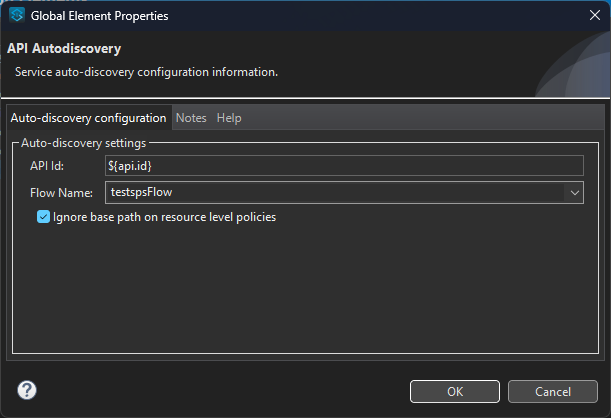 Global Element Properties
API Autodiscovery
Service auto-discovery configuration information.
Auto-discovery configuration Notes Help
Auto-discovery settings
API Id: ${api.id}
Flow Name: testspsFlow
Ignore base path on resource level policies
? OK Cancel